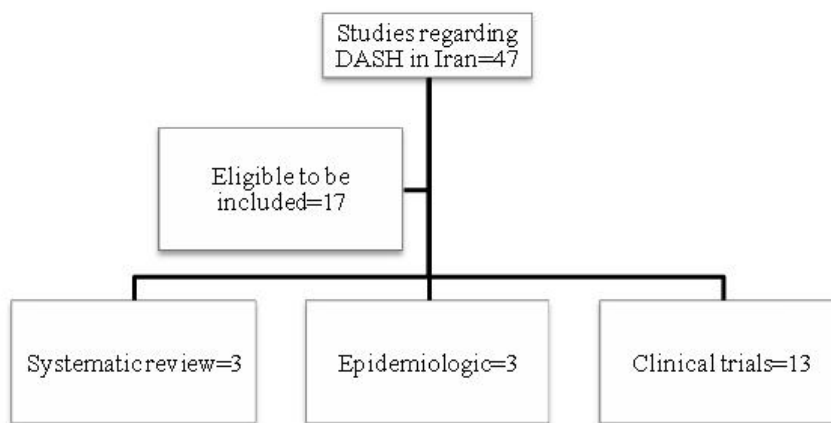 Studies regarding
DASH in Iran=47
Eligible to be
included=17
Systematic review=3
Epidemiologic=3
Clinical trials=13